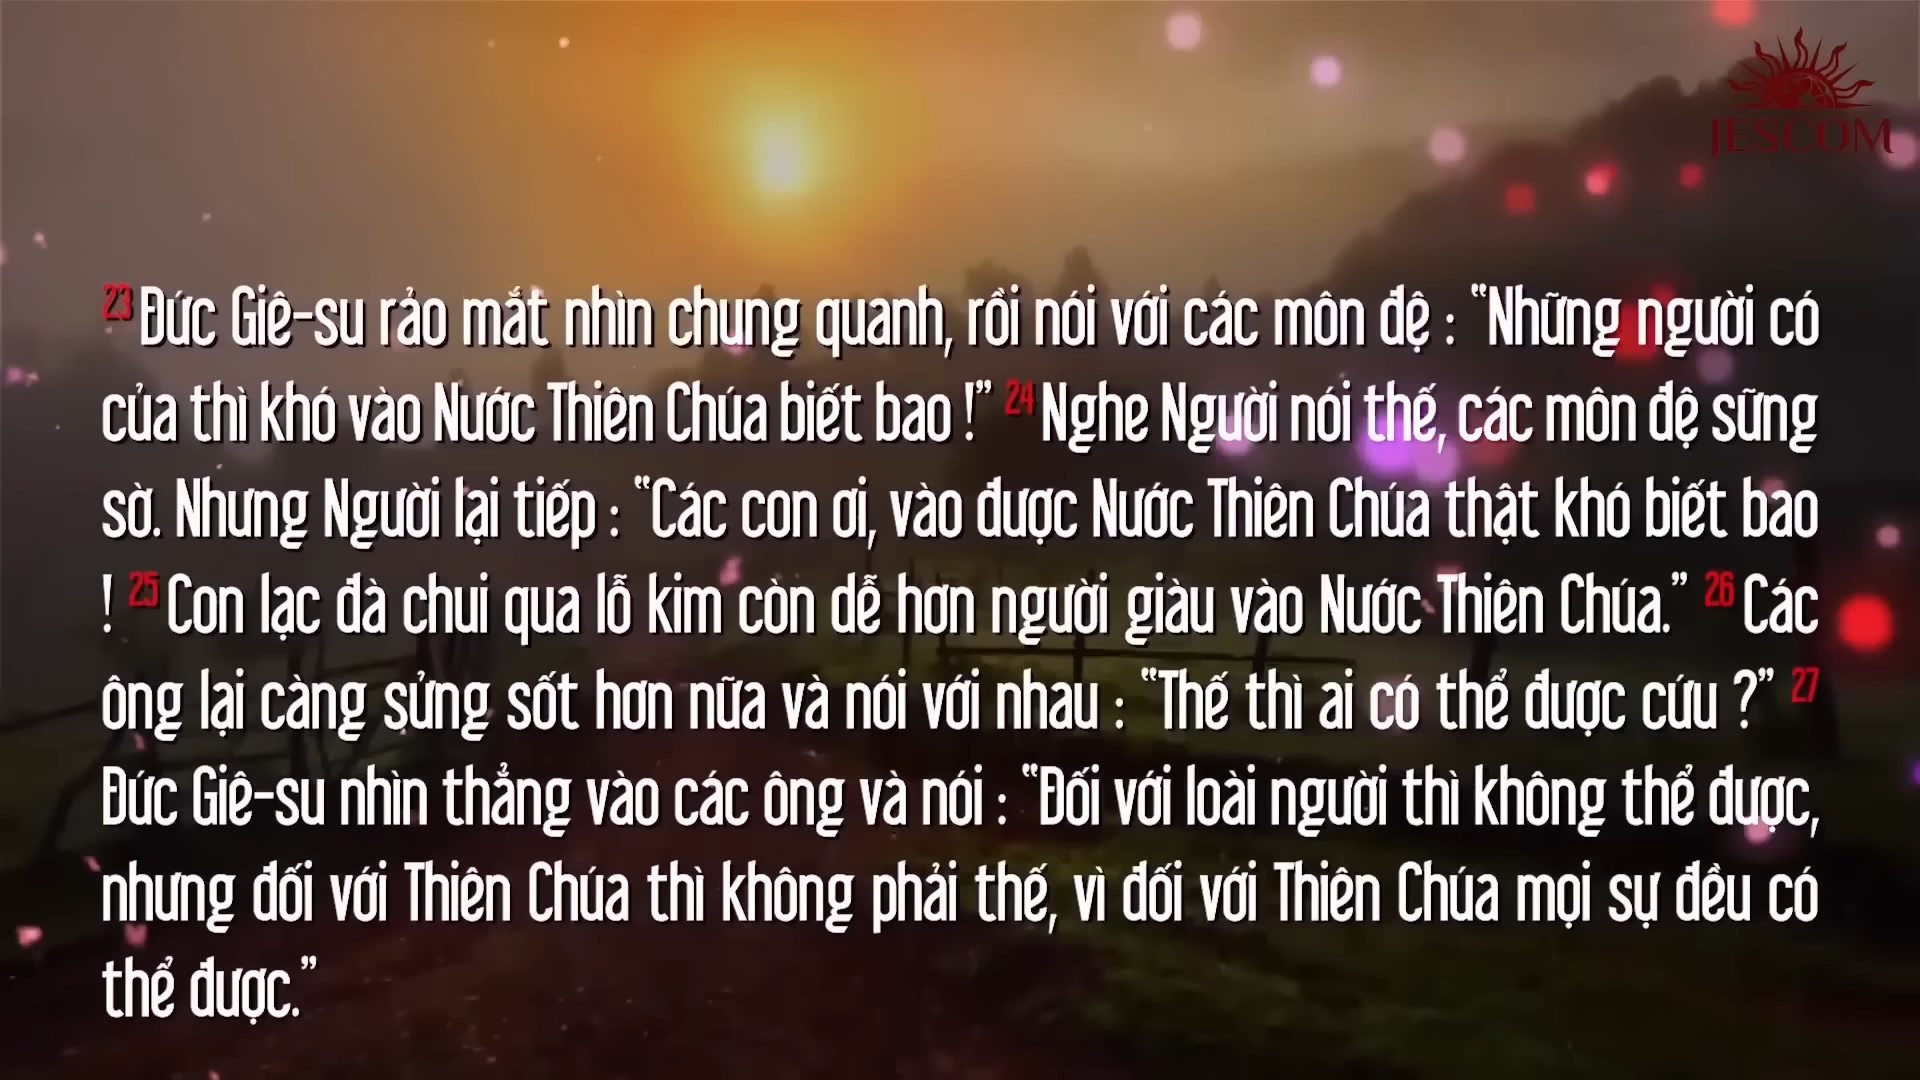 JESCOM
23 Đức Giê-su rảo mắt nhìn chung quanh, rồi nói với các môn đệ : “Những người có
của thì khó vào Nước Thiên Chúa biết bao !” 24 Nghe Người nói thế, các môn đệ sững
sờ. Nhưng Người lại tiếp : “Các con ơi, vào được Nước Thiên Chúa thật khó biết bao
! 25 Con lạc đà chui qua lỗ kim còn dễ hơn người giàu vào Nước Thiên Chúa.” 26 Các
ông lại càng sửng sốt hơn nữa và nói với nhau : “Thế thì ai có thể được cứu ?” 27
Đức Giê-su nhìn thẳng vào các ông và nói : “Đối với loài người thì không thể được,
nhưng đối với Thiên Chúa thì không phải thế, vì đối với Thiên Chúa mọi sự đều có
thể được.”